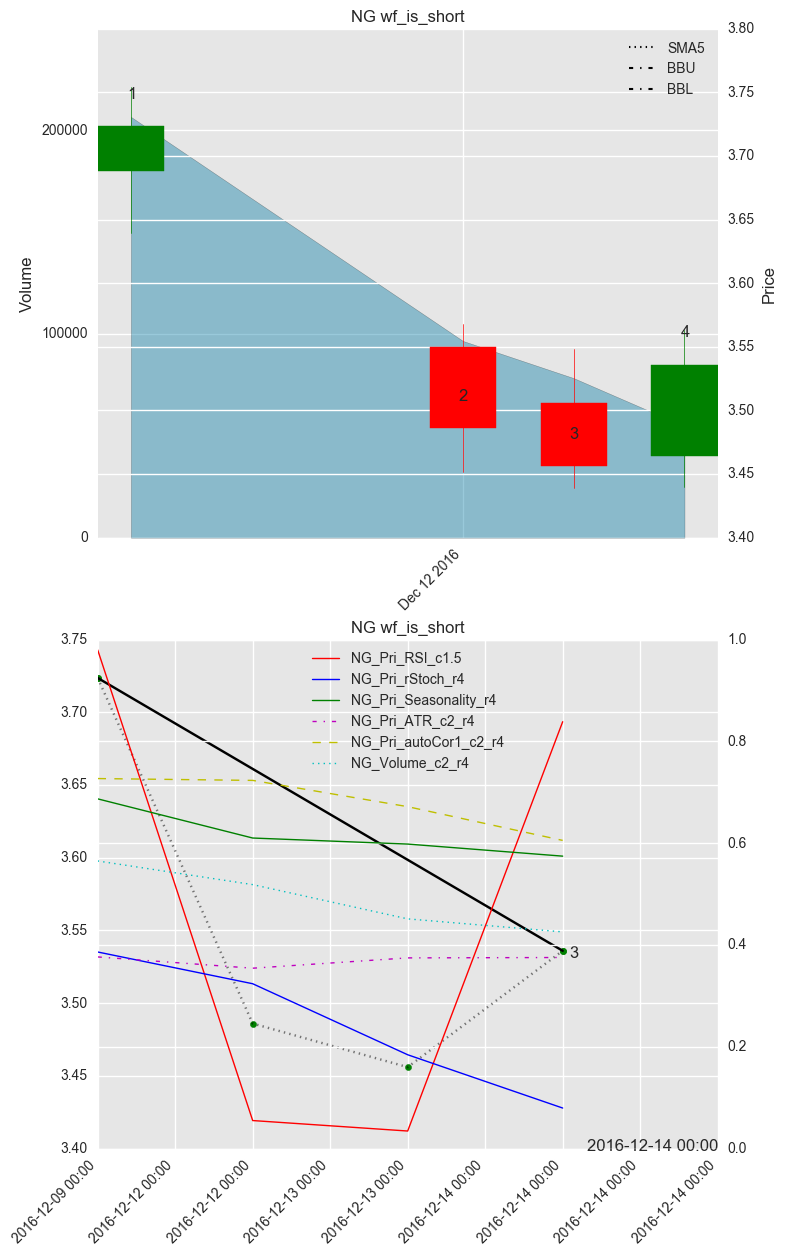 NG wf_is_short
3.80
SMA5
BBU
BBL
1
3.75
200000
3.70
3.65
Volume
Price
3.60
4
100000
3.55
2
3.50
3
3.45
0
3.40
Dec 12 2016
NG wf_is_short
3.75
1.0
NG_Pri_RSI_c1.5
NG_Pri_rStoch_r4
NG_Pri_Seasonality_r4
NG_Pri_ATR_c2_r4
NG_Pri_autoCor1_c2_r4
NG_Volume_c2_r4
3.70
0.8
3.65
3.60
0.6
3.55
3
0.4
3.50
3.45
0.2
2016-12-14 00:00
3.40
0.0
2016-12-09 00:00
2016-12-12 00:00
2016-12-12 00:00
2016-12-13 00:00
2016-12-13 00:00
2016-12-14 00:00
2016-12-14 00:00
2016-12-14 00:00
2016-12-14 00:00